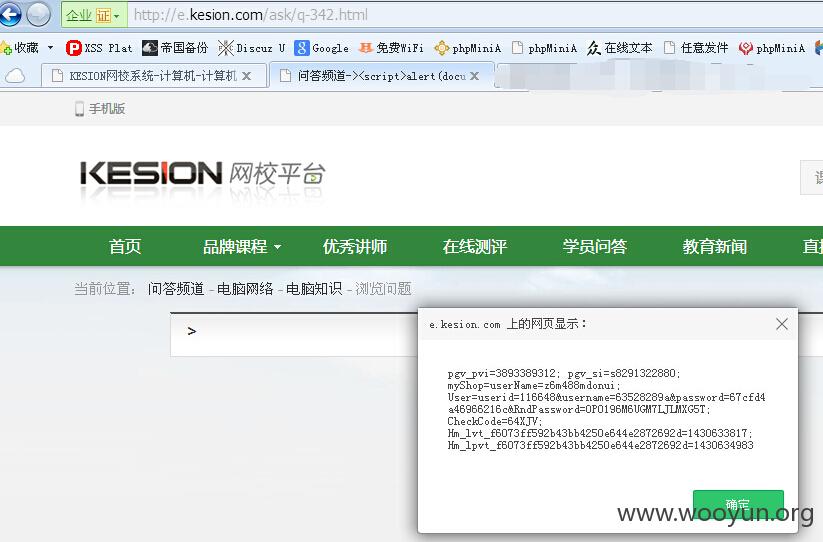 企业 证 http://e.kesion.com/ask/q-342.html
收藏 XSS Plat 帝国备份 Discuz U Google 免费WiFi phpMiniA phpMiniA 在线文本 任意发件 phpMiniA
KESION网校系统-计算机-计算机 问答频道-><script>alert(docu
手机版
KESION 网校平台
首页 品牌课程 优秀讲师 在线测评 学员问答 教育新闻 直
当前位置： 问答频道 - 电脑网络 - 电脑知识 - 浏览问题
>
e.kesion.com 上的网页显示：
pgv_pvi=3893389312; pgv_si=s8291322880;
myShop=userName=z6m488mdonui;
User=userid=116648&username=63528289a&password=67cfd4
a46966216c&RndPassword=0PO196M6UGM7LJLMXG5T;
CheckCode=64XJV;
Hm_lvt_f6073ff592b43bb4250e644e2872692d=1430633817;
Hm_lpvt_f6073ff592b43bb4250e644e2872692d=1430634983
确定
www.wooyun.org